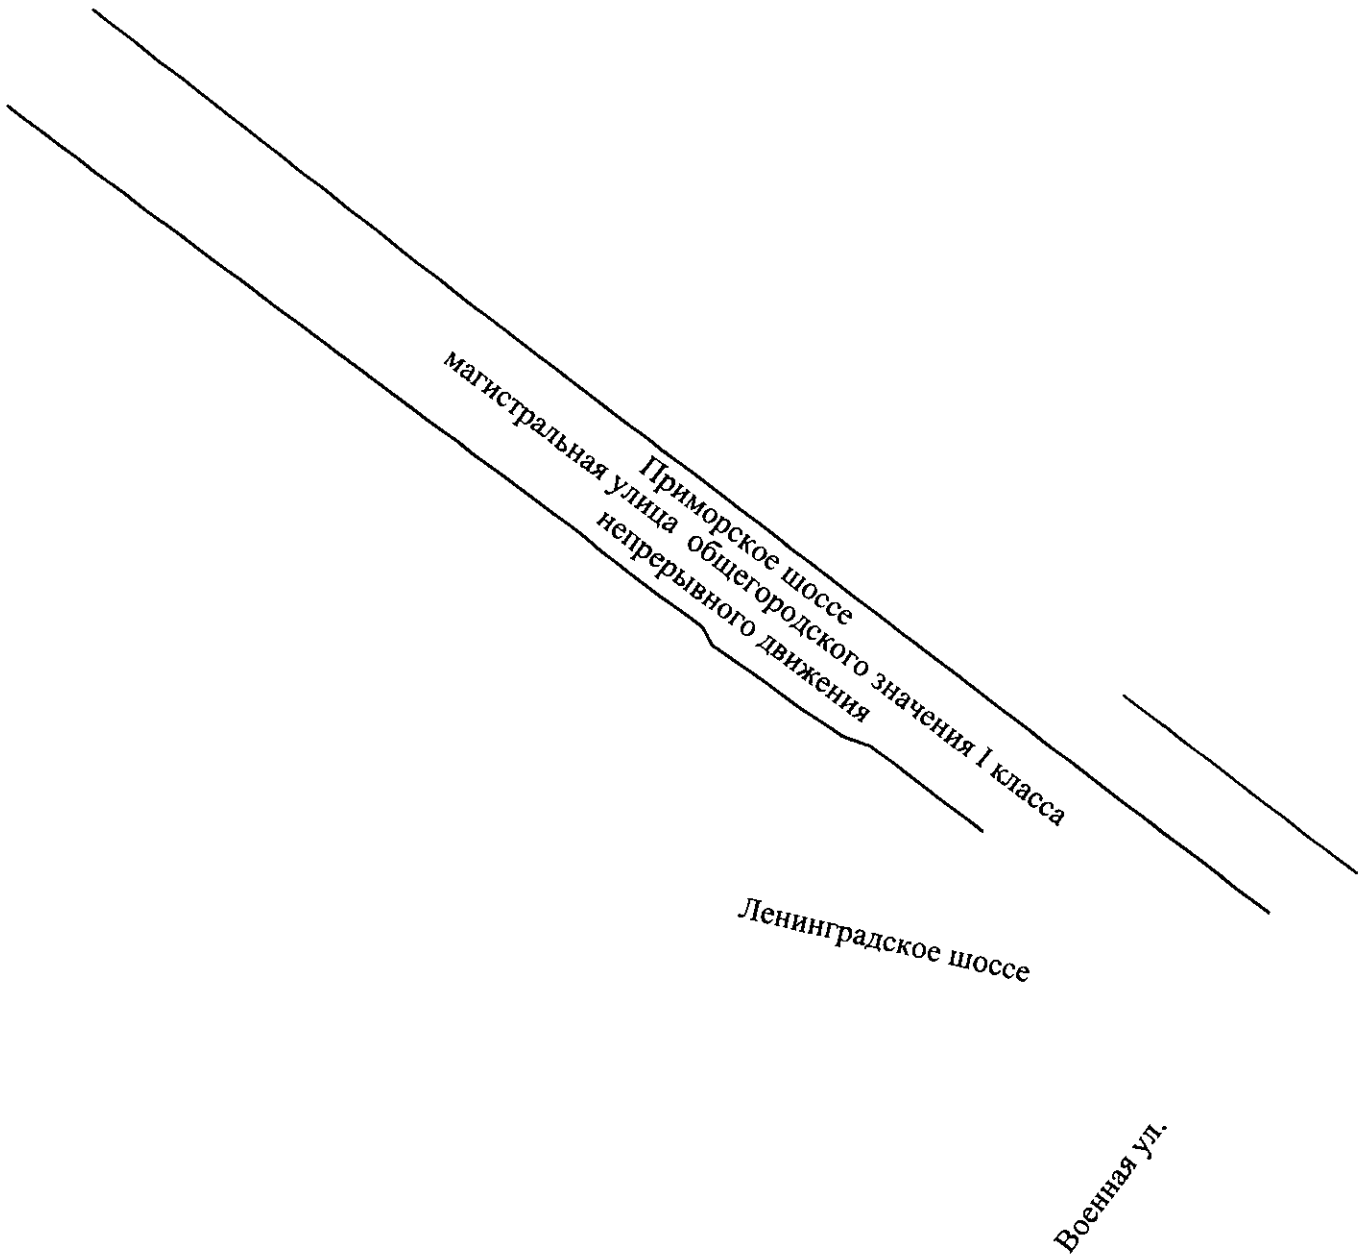 Приморское шоссе
магистральная улица общегородского значения I класса
непрерывного движения
Ленинградское шоссе
Военная ул.